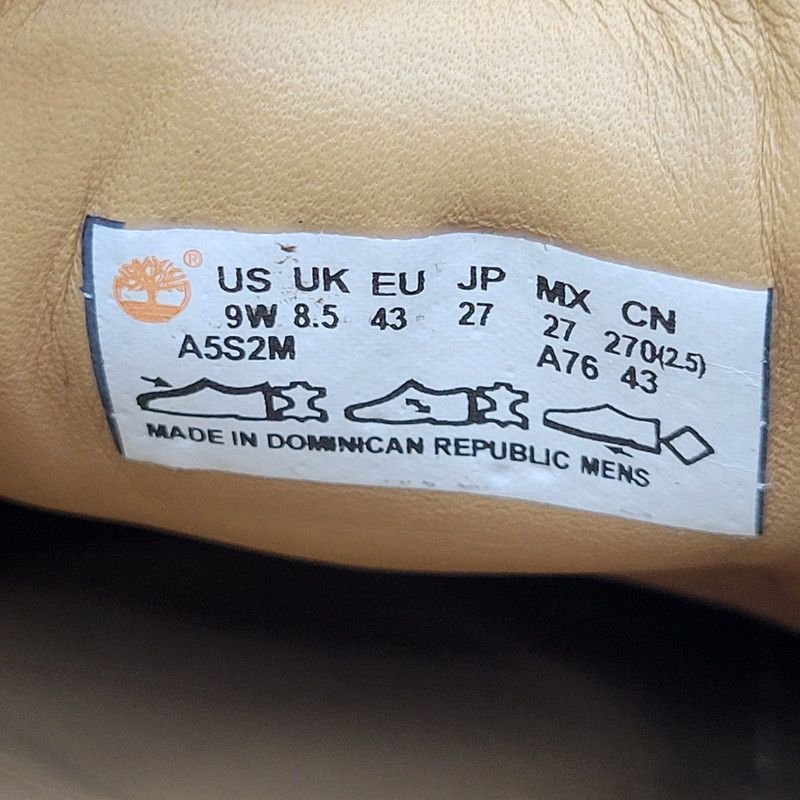 ® US UK EU JP MX CN
9W 8.5 43 27 27 270(2.5)
A5S2M A76 43
MADE IN DOMINICAN REPUBLIC MENS